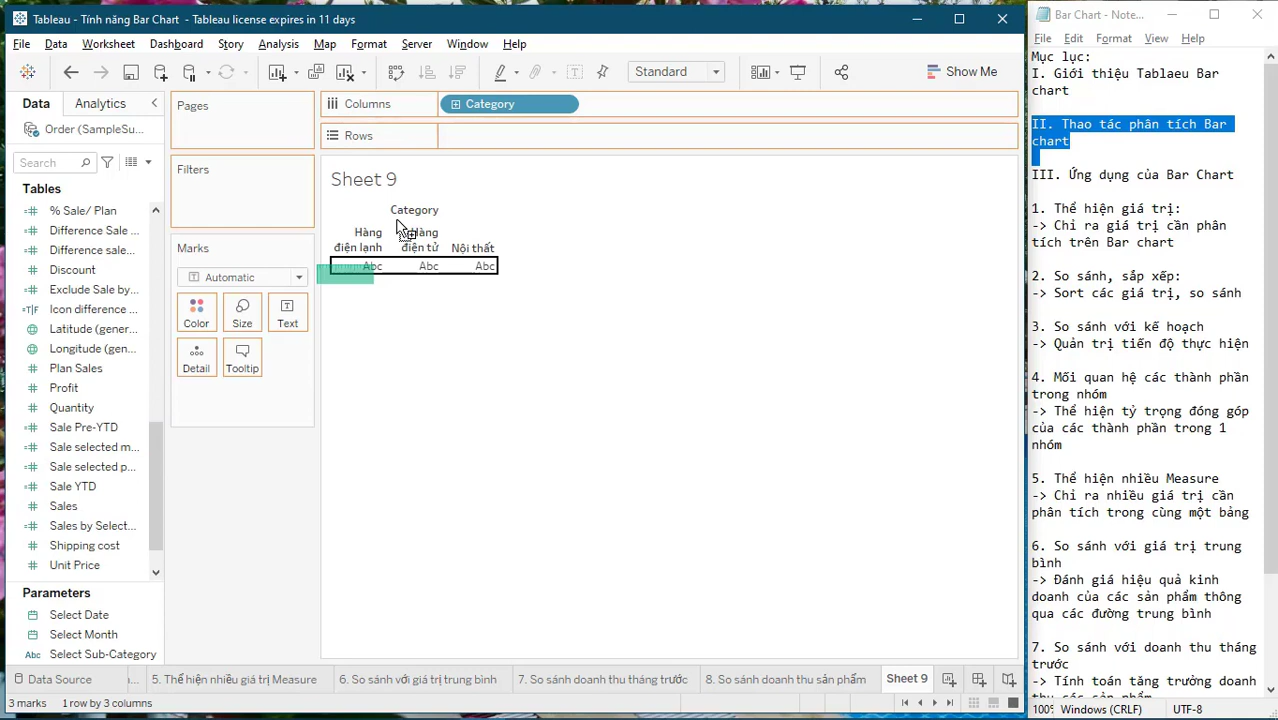 Tableau - Tính năng Bar Chart - Tableau license expires in 11 days
File Data Worksheet Dashboard Story Analysis Map Format Server Window Help
Standard
Show Me
Data
Analytics
Order (SampleSu...
Search
Tables
% Sale/ Plan
Difference Sale ...
Difference sale...
Discount
Exclude Sale by...
Icon difference ...
Latitude (gener...
Longitude (gen...
Plan Sales
Profit
Quantity
Sale Pre-YTD
Sale selected m...
Sale selected p...
Sale YTD
Sales
Sales by Select...
Shipping cost
Unit Price
Parameters
Select Date
Select Month
Abc Select Sub-Category
Pages
Filters
Marks
Automatic
Color
Size
Text
Detail
Tooltip
Columns
Category
Rows
Sheet 9
Category
Hàng điện lạnh
Hàng điện tử
Nội thất
Abc Abc Abc
Data Source
...
5. Thể hiện nhiều giá trị Measure
6. So sánh với giá trị trung bình
7. So sánh doanh thu tháng trước
8. So sánh doanh thu sản phẩm
Sheet 9
3 marks 1 row by 3 columns
Bar Chart - Note...
File Edit Format View Help
Mục lục:
I. Giới thiệu Tablaeu Bar
chart
II. Thao tác phân tích Bar
chart
III. Ứng dụng của Bar Chart
1. Thể hiện giá trị:
-> Chỉ ra giá trị cần phân
tích trên Bar chart
2. So sánh, sắp xếp:
-> Sort các giá trị, so sánh
3. So sánh với kế hoạch
-> Quản trị tiến độ thực hiện
4. Mối quan hệ các thành phần
trong nhóm
-> Thể hiện tỷ trọng đóng góp
của các thành phần trong 1
nhóm
5. Thể hiện nhiều Measure
-> Chỉ ra nhiều giá trị cần
phân tích trong cùng một bảng
6. So sánh với giá trị trung
bình
-> Đánh giá hiệu quả kinh
doanh của các sản phẩm thông
qua các đường trung bình
7. So sánh với doanh thu tháng
trước
-> Tính toán tăng trưởng doanh
thu các sản phẩm
100% Windows (CRLF) UTF-8